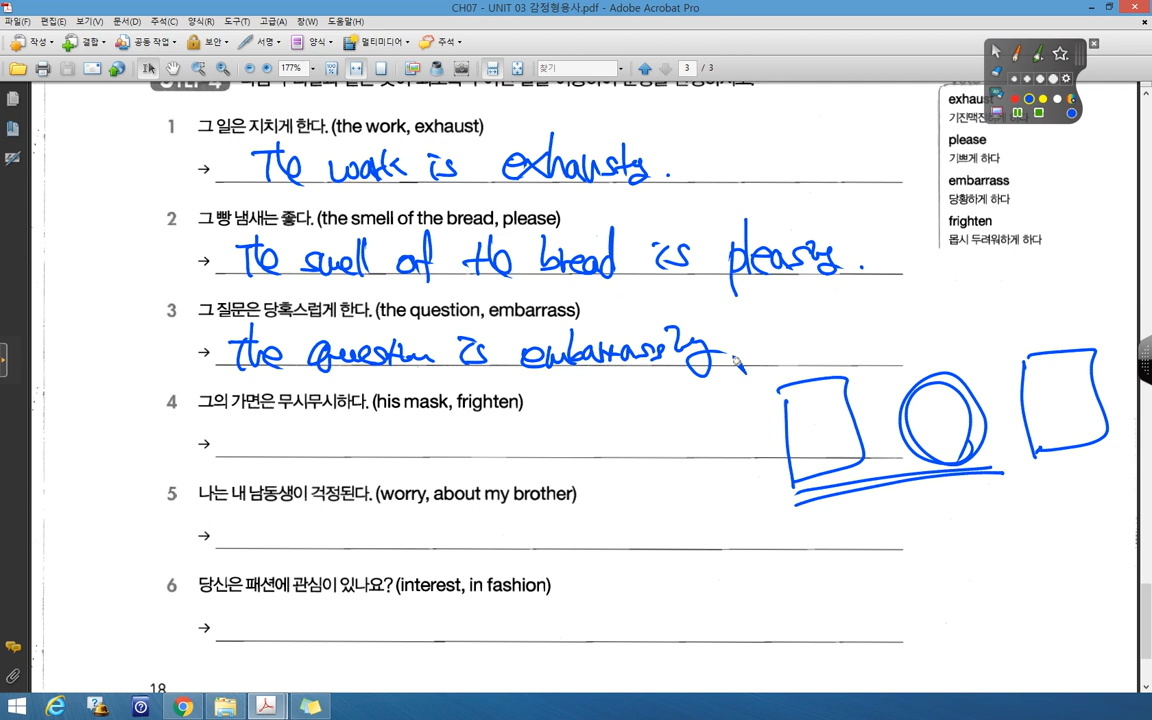 CH07 - UNIT 03 감정형용사.pdf - Adobe Acrobat Pro
파일(F) 편집(E) 보기(V) 문서(D) 주석(C) 양식(R) 도구(T) 고급(A) 창(W) 도움말(H)
작성 결합 공동 작업 보안 서명 양식 멀티미디어 주석
177% 찾기 3 / 3
1 그 일은 지치게 한다. (the work, exhaust)
→ The work is exhausting.
2 그 빵 냄새는 좋다. (the smell of the bread, please)
→ The smell of the bread is pleasing.
3 그 질문은 당혹스럽게 한다. (the question, embarrass)
→ The question is embarrassing
4 그의 가면은 무시무시하다. (his mask, frighten)
→
5 나는 내 남동생이 걱정된다. (worry, about my brother)
→
6 당신은 패션에 관심이 있나요? (interest, in fashion)
→
exhaust
please
기쁘게 하다
embarrass
당황하게 하다
frighten
몹시 두려워하게 하다
18